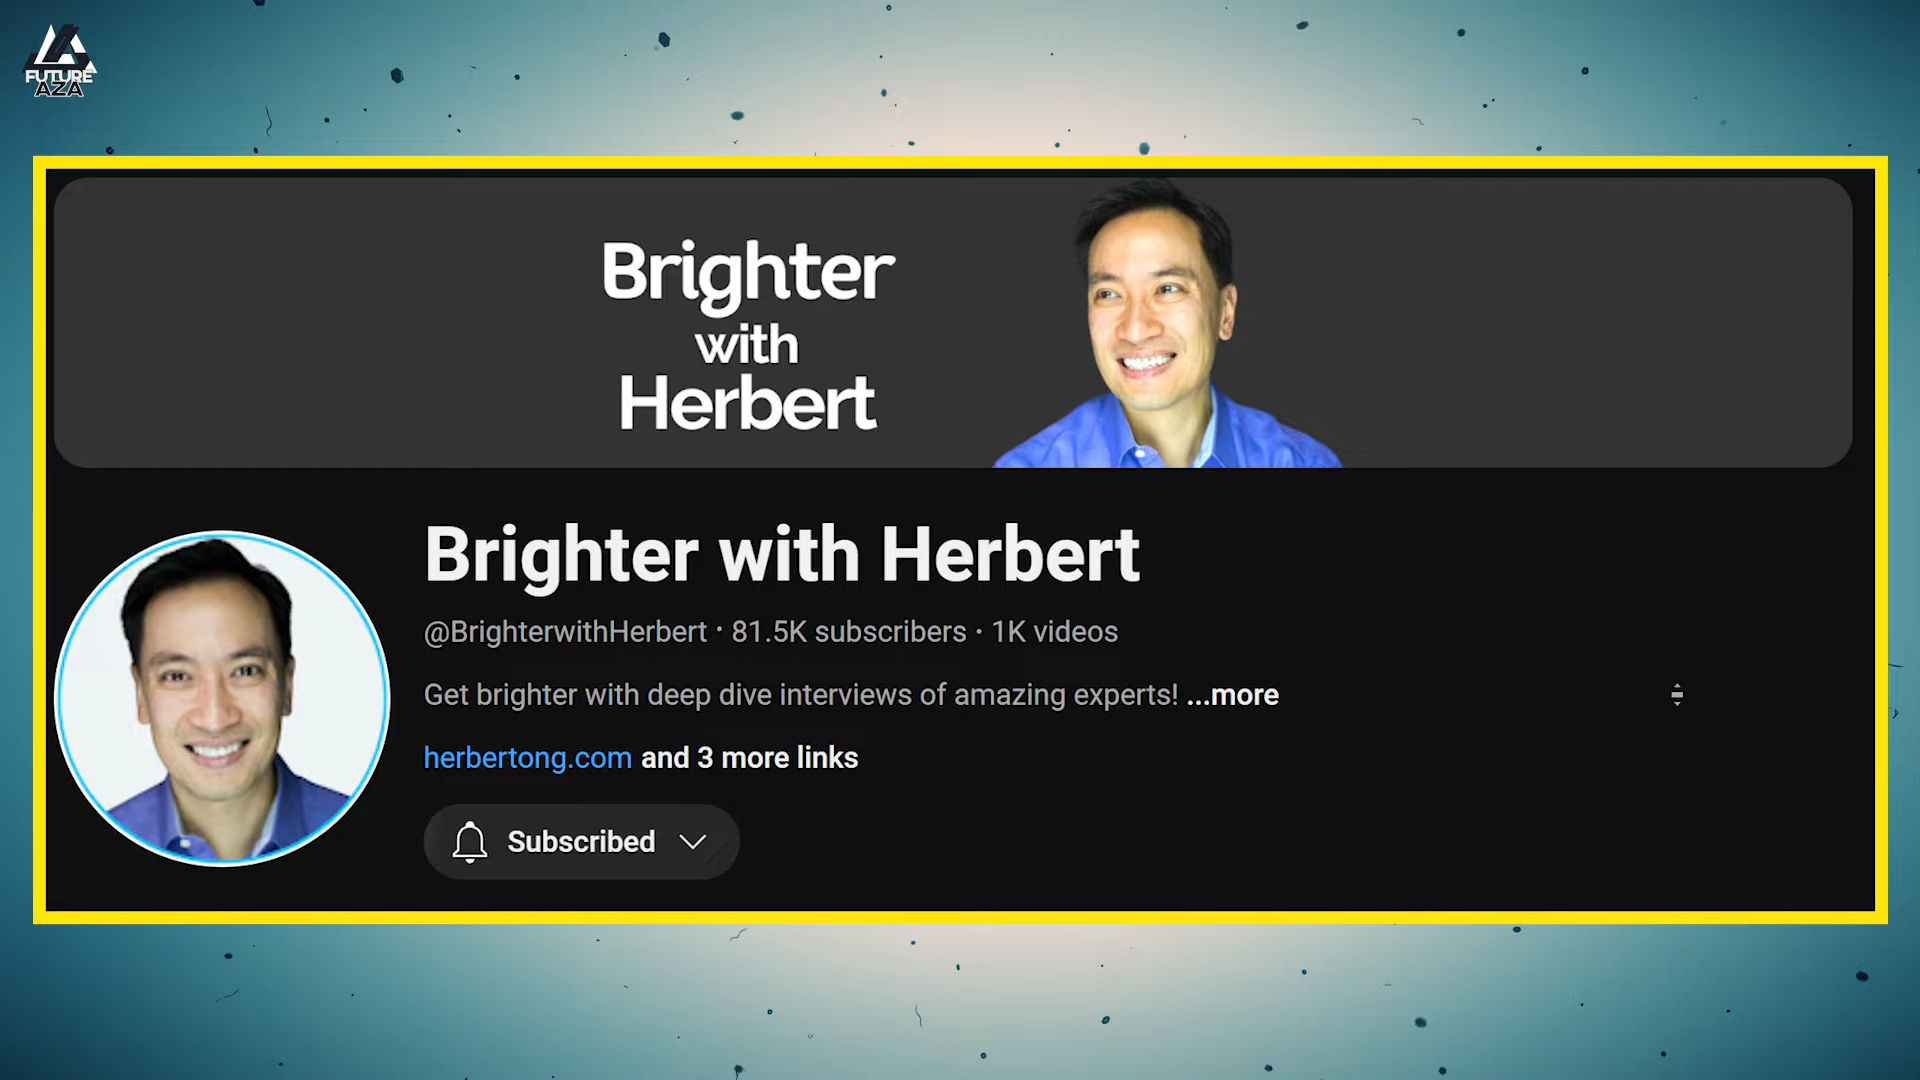 FUTURE
AZA
Brighter
with
Herbert
Brighter with Herbert
@BrighterwithHerbert · 81.5K subscribers · 1K videos
Get brighter with deep dive interviews of amazing experts! ...more
herbertong.com and 3 more links
Subscribed